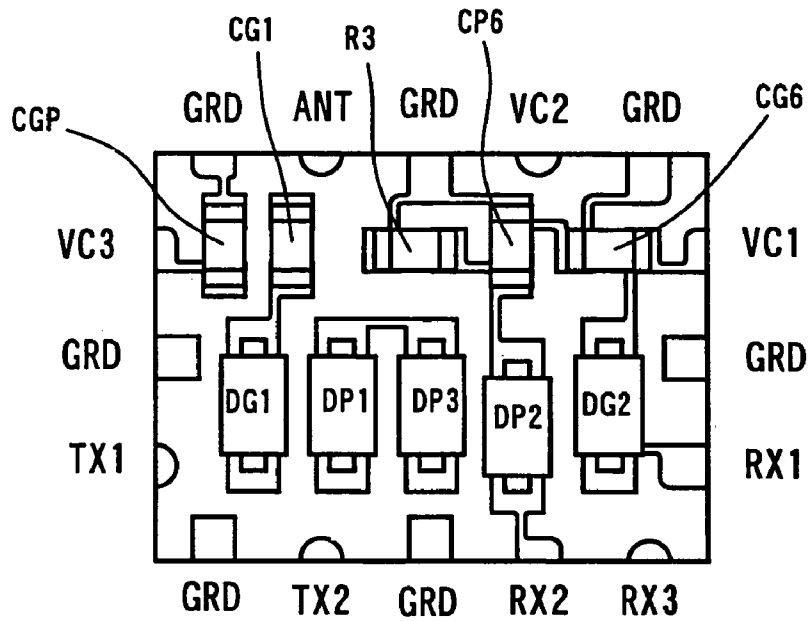 CGP CG1 R3 CP6 CG6
GRD ANT GRD VC2 GRD
VC3 VC1
GRD GRD
DG1 DP1 DP3 DP2 DG2
TX1 RX1
GRD TX2 GRD RX2 RX3